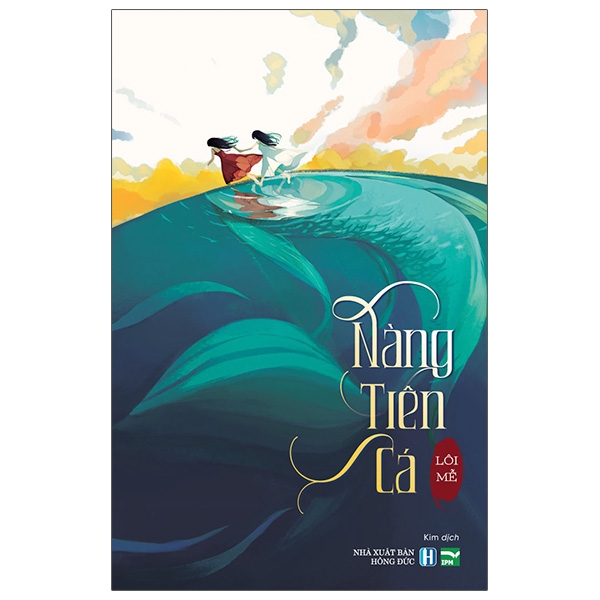 Nàng
Tiên
Cá
LÔI
MỄ
Kim dịch
NHÀ XUẤT BẢN
HỒNG ĐỨC
H
IPM